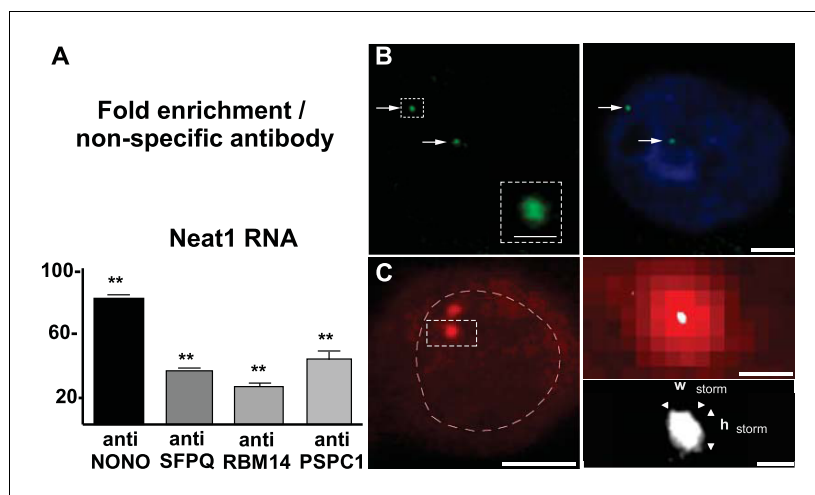 A
Fold enrichment /
non-specific antibody
Neat1 RNA
100-
60-
20-
**
**
**
**
anti anti anti anti
NONO SFPQ RBM14 PSPC1
B
C
w storm
h storm